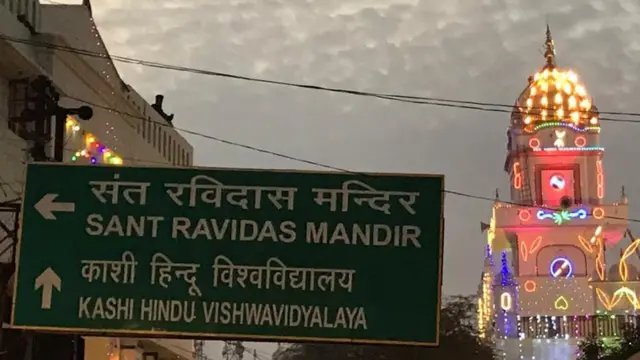 संत रविदास मन्दिर
SANT RAVIDAS MANDIR
काशी हिन्दू विश्वविद्यालय
KASHI HINDU VISHWAVIDYALAYA